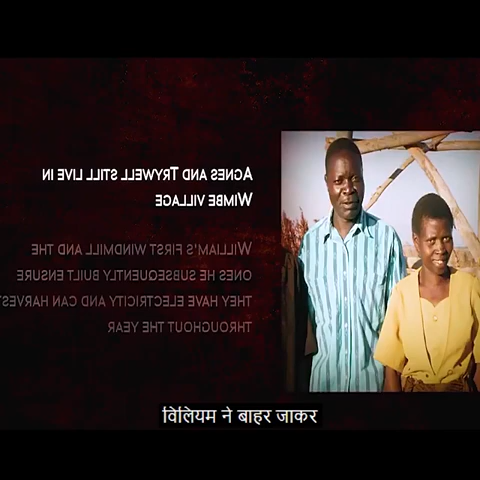 AGNES AND TRYWELL STILL LIVE IN
WIMBE VILLAGE
WILLIAM'S FIRST WINDMILL AND THE
ONES HE SUBSEQUENTLY BUILT ENSURE
THEY HAVE ELECTRICITY AND CAN HARVEST
THROUGHOUT THE YEAR
विलियम ने बाहर जाकर